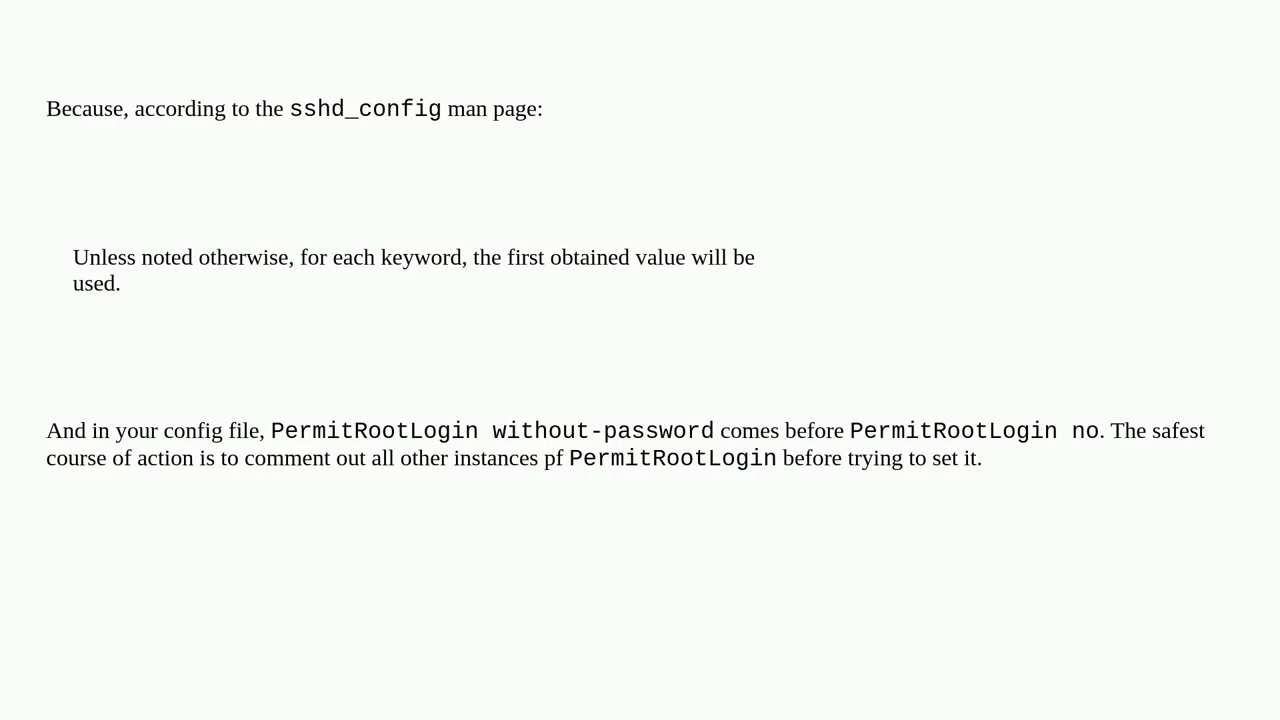 Because, according to the sshd_config man page:
Unless noted otherwise, for each keyword, the first obtained value will be
used.
And in your config file, PermitRootLogin without-password comes before PermitRootLogin no. The safest
course of action is to comment out all other instances pf PermitRootLogin before trying to set it.